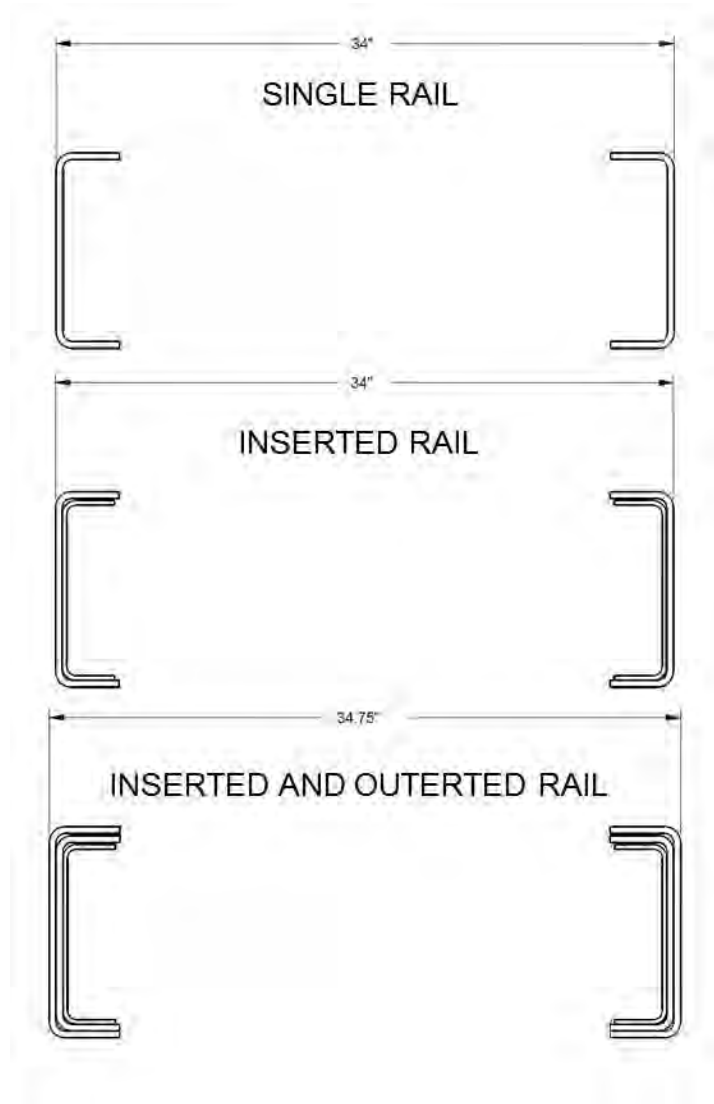 34"
SINGLE RAIL
34"
INSERTED RAIL
34.75"
INSERTED AND OUTERTED RAIL